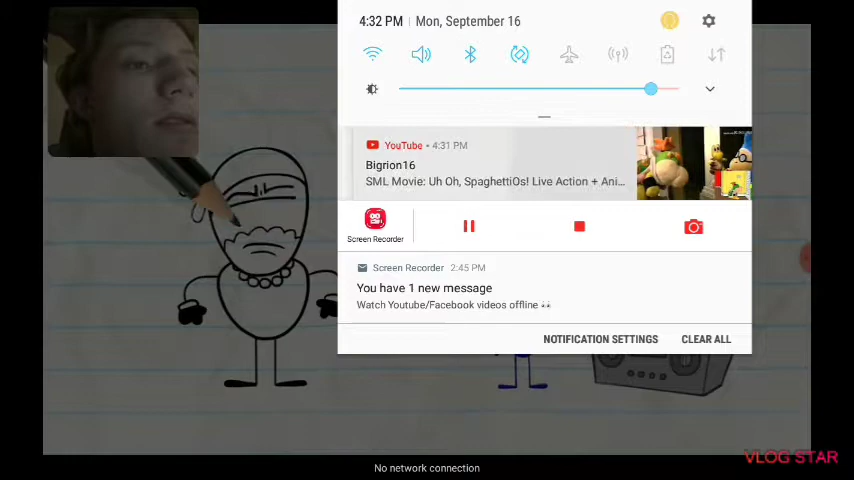 4:32 PM Mon, September 16
YouTube • 4:31 PM
Bigrion16
SML Movie: Uh Oh, SpaghettiOs! Live Action + Ani...
Screen Recorder
Screen Recorder 2:45 PM
You have 1 new message
Watch Youtube/Facebook videos offline 👀
NOTIFICATION SETTINGS CLEAR ALL
VLOG STAR
No network connection